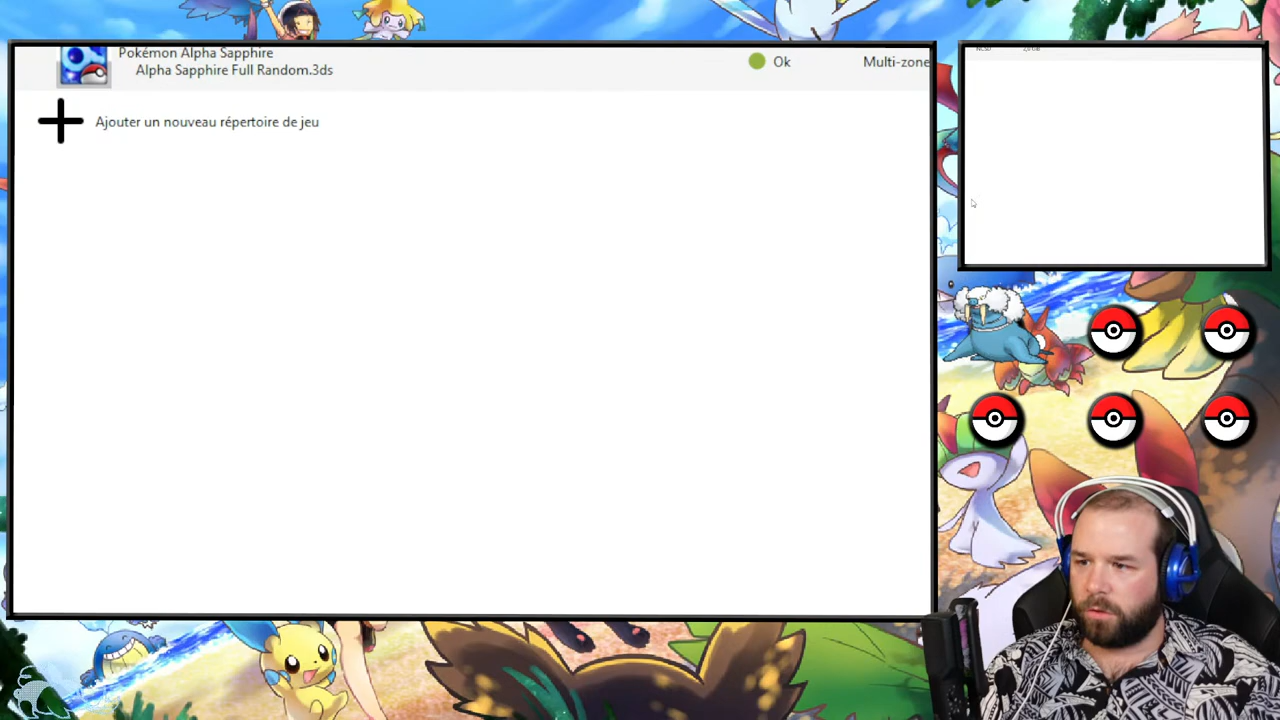 Pokémon Alpha Sapphire
Alpha Sapphire Full Random.3ds
Ok
Multi-zone
Ajouter un nouveau répertoire de jeu